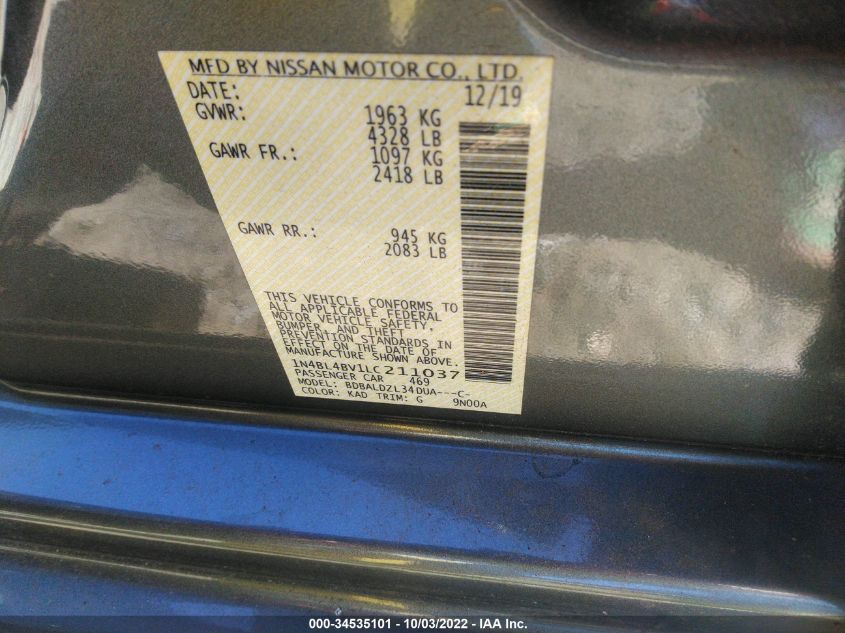 MFD BY NISSAN MOTOR CO., LTD.
DATE: 12/19
GVWR: 1963 KG
4328 LB
GAWR FR.: 1097 KG
2418 LB
GAWR RR.: 945 KG
2083 LB
THIS VEHICLE CONFORMS TO
ALL APPLICABLE FEDERAL
MOTOR VEHICLE SAFETY,
BUMPER, AND THEFT
PREVENTION STANDARDS IN
EFFECT ON THE DATE OF
MANUFACTURE SHOWN ABOVE.
1N4BL4BV1LC211037
PASSENGER CAR 469
MODEL: BDBALDZL34DUA---C-
COLOR: KAD TRIM: G 9N00A
000-34535101 - 10/03/2022 - IAA Inc.